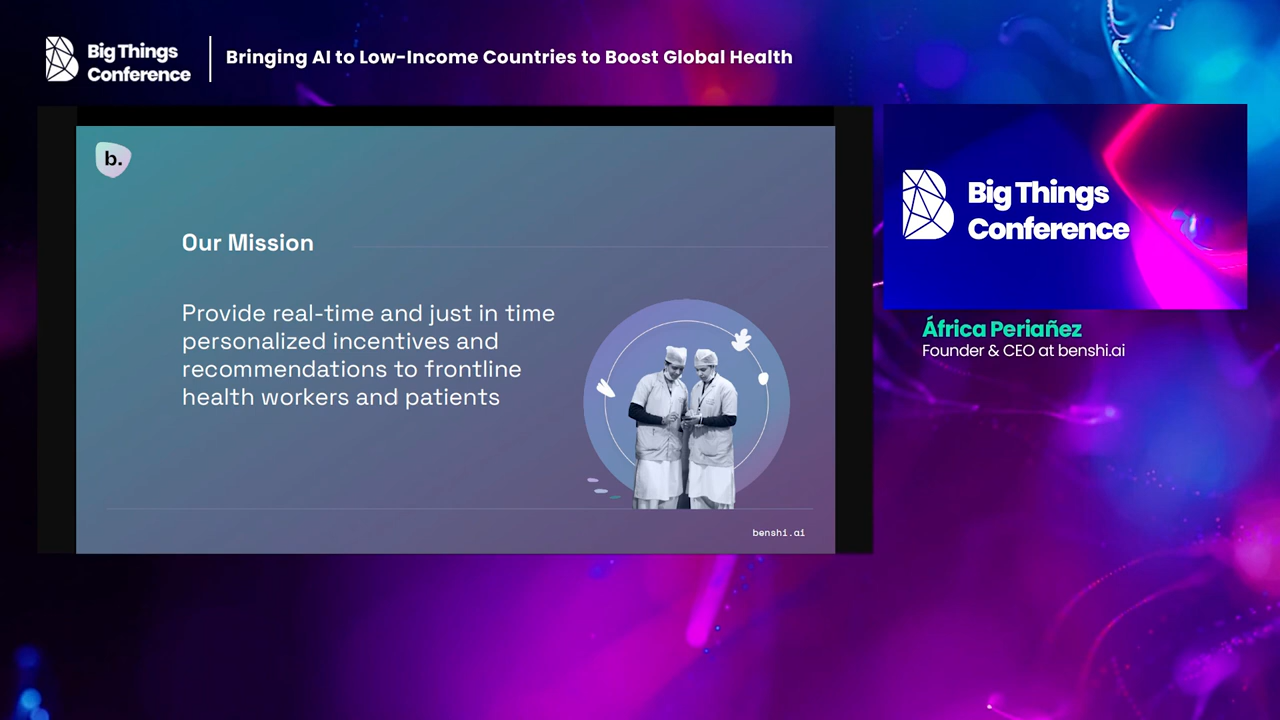 Big Things
Conference
Bringing AI to Low-Income Countries to Boost Global Health
b.
Our Mission
Provide real-time and just in time
personalized incentives and
recommendations to frontline
health workers and patients
benshi.ai
Big Things
Conference
África Periañez
Founder & CEO at benshi.ai